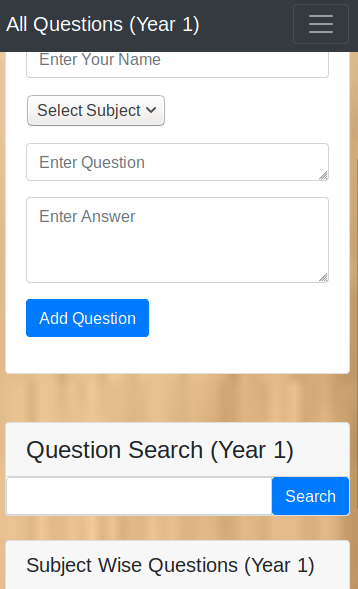 All Questions (Year 1)
Enter Your Name
Select Subject
Enter Question
Enter Answer
Add Question
Question Search (Year 1)
Search
Subject Wise Questions (Year 1)